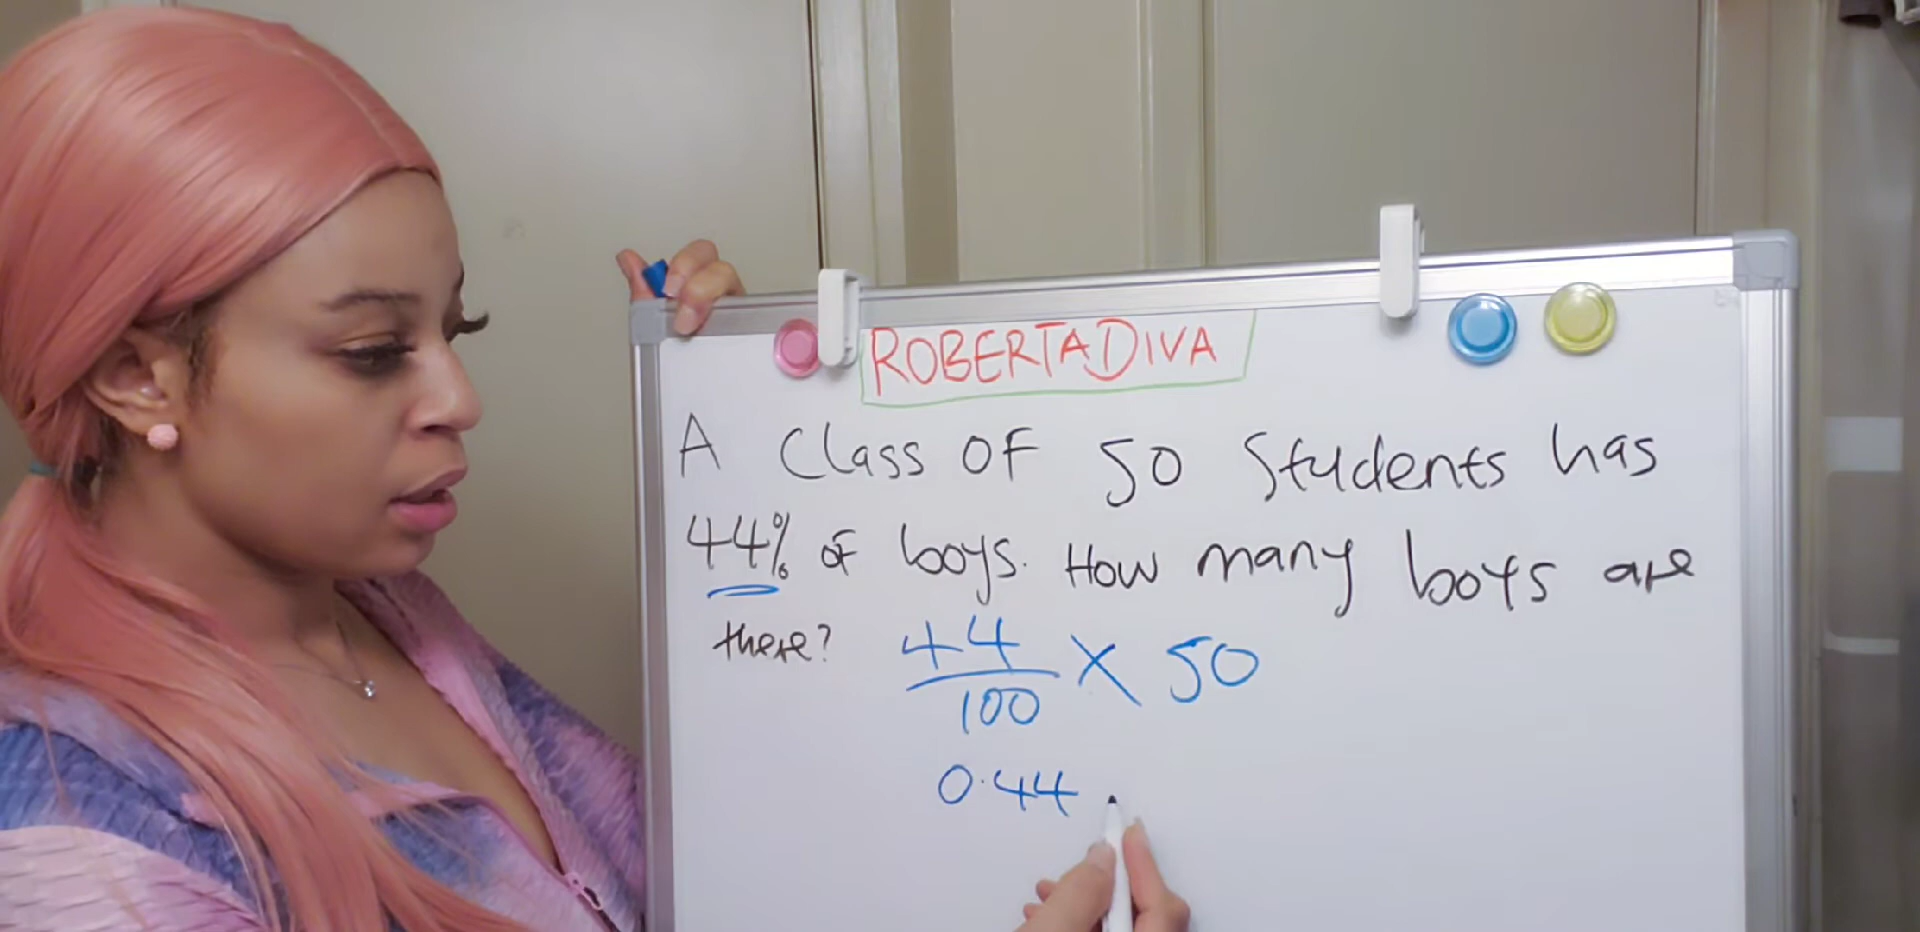 ROBERTADIVA
A Class OF 50 Students has
44% of boys. How many boys are
there? 44/100 X 50
0.44